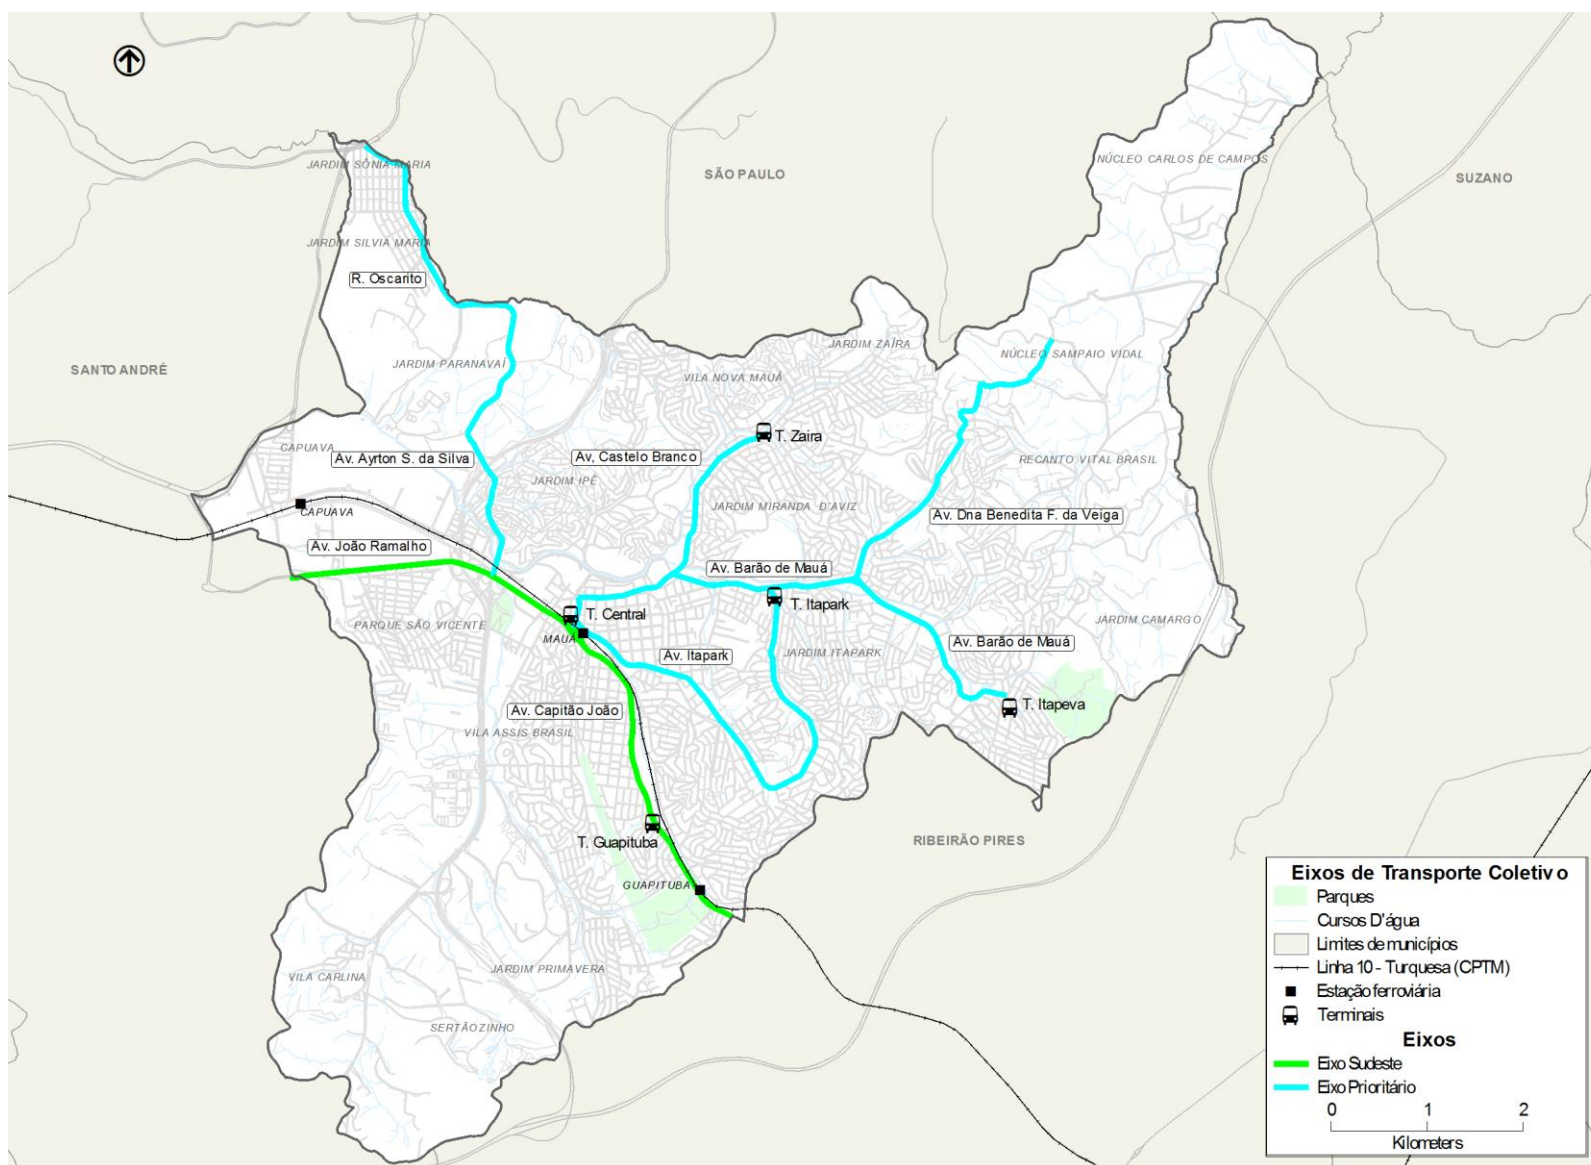 JARDIM SÔNIA MARIA
NÚCLEO CARLOS DE CAMPOS
SÃO PAULO
SUZANO
JARDIM SILVIA MARIA
R. Oscarito
JARDIM ZAÍRA
NÚCLEO SAMPAIO VIDAL
JARDIM PARANAVAÍ
SANTO ANDRÉ
VILA NOVA MAUÁ
T. Zaira
CAPUAVA
Av. Ayrton S. da Silva
Av, Castelo Branco
RECANTO VITAL BRASIL
JARDIM IPÊ
CAPUAVA
JARDIM MIRANDA D'AVIZ
Av. Dna Benedita F. da Veiga
Av. João Ramalho
Av. Barão de Mauá
T. Itapark
T. Central
PARQUE SÃO VICENTE
JARDIM CAMARGO
MAUÁ
Av. Itapark
JARDIM ITAPARK
Av. Barão de Mauá
T. Itapeva
Av. Capitão João
VILA ASSIS BRASIL
T. Guapituba
RIBEIRÃO PIRES
GUAPITUBA
JARDIM PRIMAVERA
VILA CARLINA
SERTÃOZINHO
Eixos de Transporte Coletivo
Parques
Cursos D'água
Limites de municípios
Linha 10 - Turquesa (CPTM)
Estação ferroviária
Terminais
Eixos
Eixo Sudeste
Eixo Prioritário
0 1 2
Kilometers